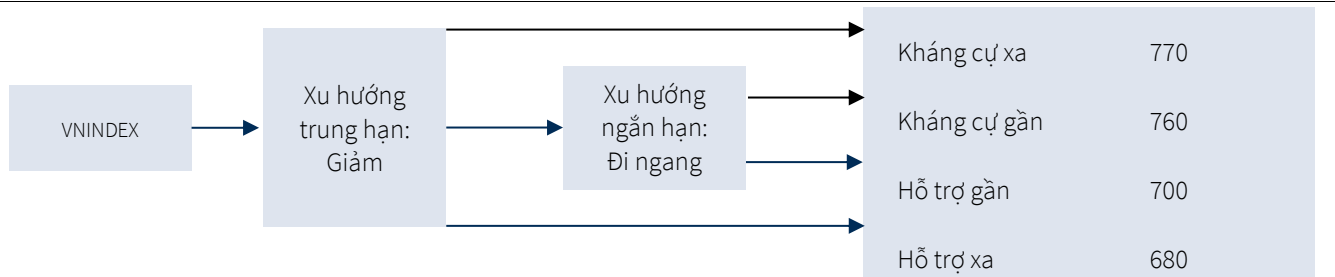 VNINDEX
Xu hướng
trung hạn:
Giảm
Xu hướng
ngắn hạn:
Đi ngang
Kháng cự xa 770
Kháng cự gần 760
Hỗ trợ gần 700
Hỗ trợ xa 680